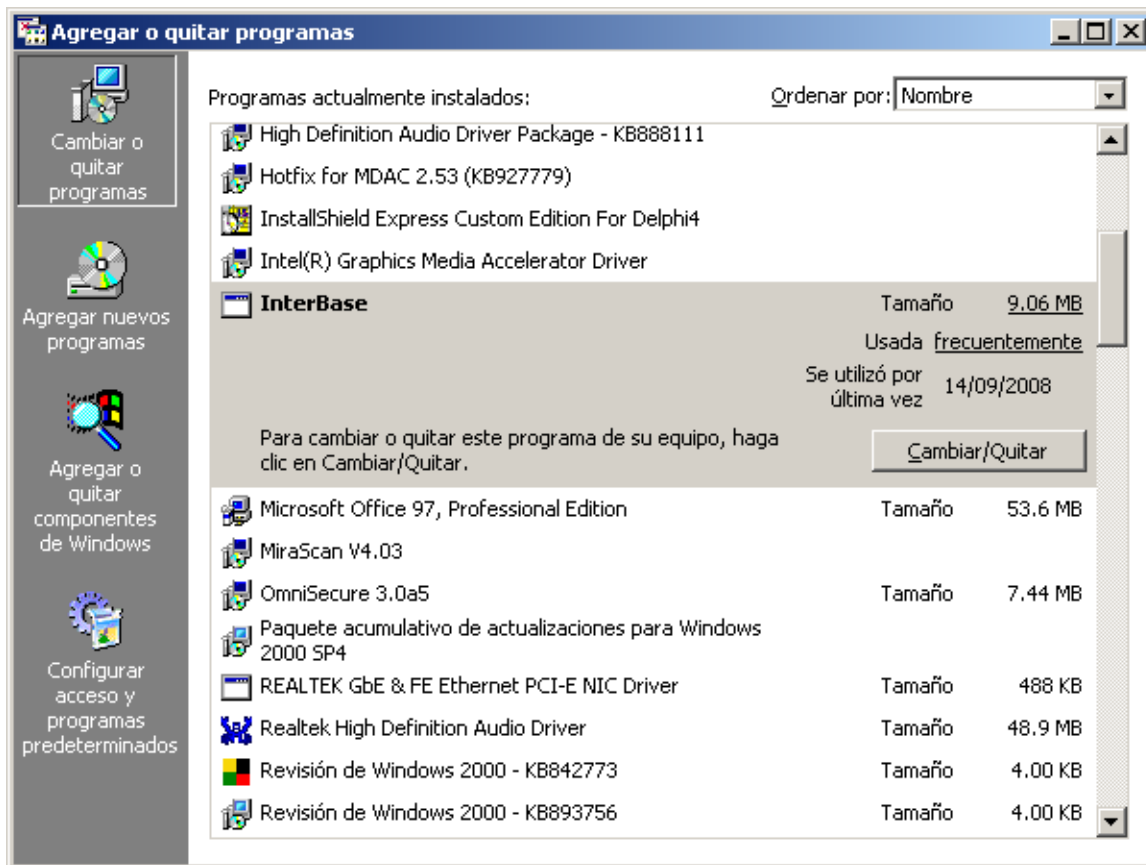 Agregar o quitar programas
Cambiar o
quitar
programas
Agregar nuevos
programas
Agregar o
quitar
componentes
de Windows
Configurar
acceso y
programas
predeterminados
Programas actualmente instalados:
Ordenar por: Nombre
High Definition Audio Driver Package - KB888111
Hotfix for MDAC 2.53 (KB927779)
InstallShield Express Custom Edition For Delphi4
Intel(R) Graphics Media Accelerator Driver
InterBase Tamaño 9.06 MB
Usada frecuentemente
Se utilizó por
última vez 14/09/2008
Para cambiar o quitar este programa de su equipo, haga
clic en Cambiar/Quitar.
Cambiar/Quitar
Microsoft Office 97, Professional Edition Tamaño 53.6 MB
MiraScan V4.03
OmniSecure 3.0a5 Tamaño 7.44 MB
Paquete acumulativo de actualizaciones para Windows
2000 SP4
REALTEK GbE & FE Ethernet PCI-E NIC Driver Tamaño 488 KB
Realtek High Definition Audio Driver Tamaño 48.9 MB
Revisión de Windows 2000 - KB842773 Tamaño 4.00 KB
Revisión de Windows 2000 - KB893756 Tamaño 4.00 KB